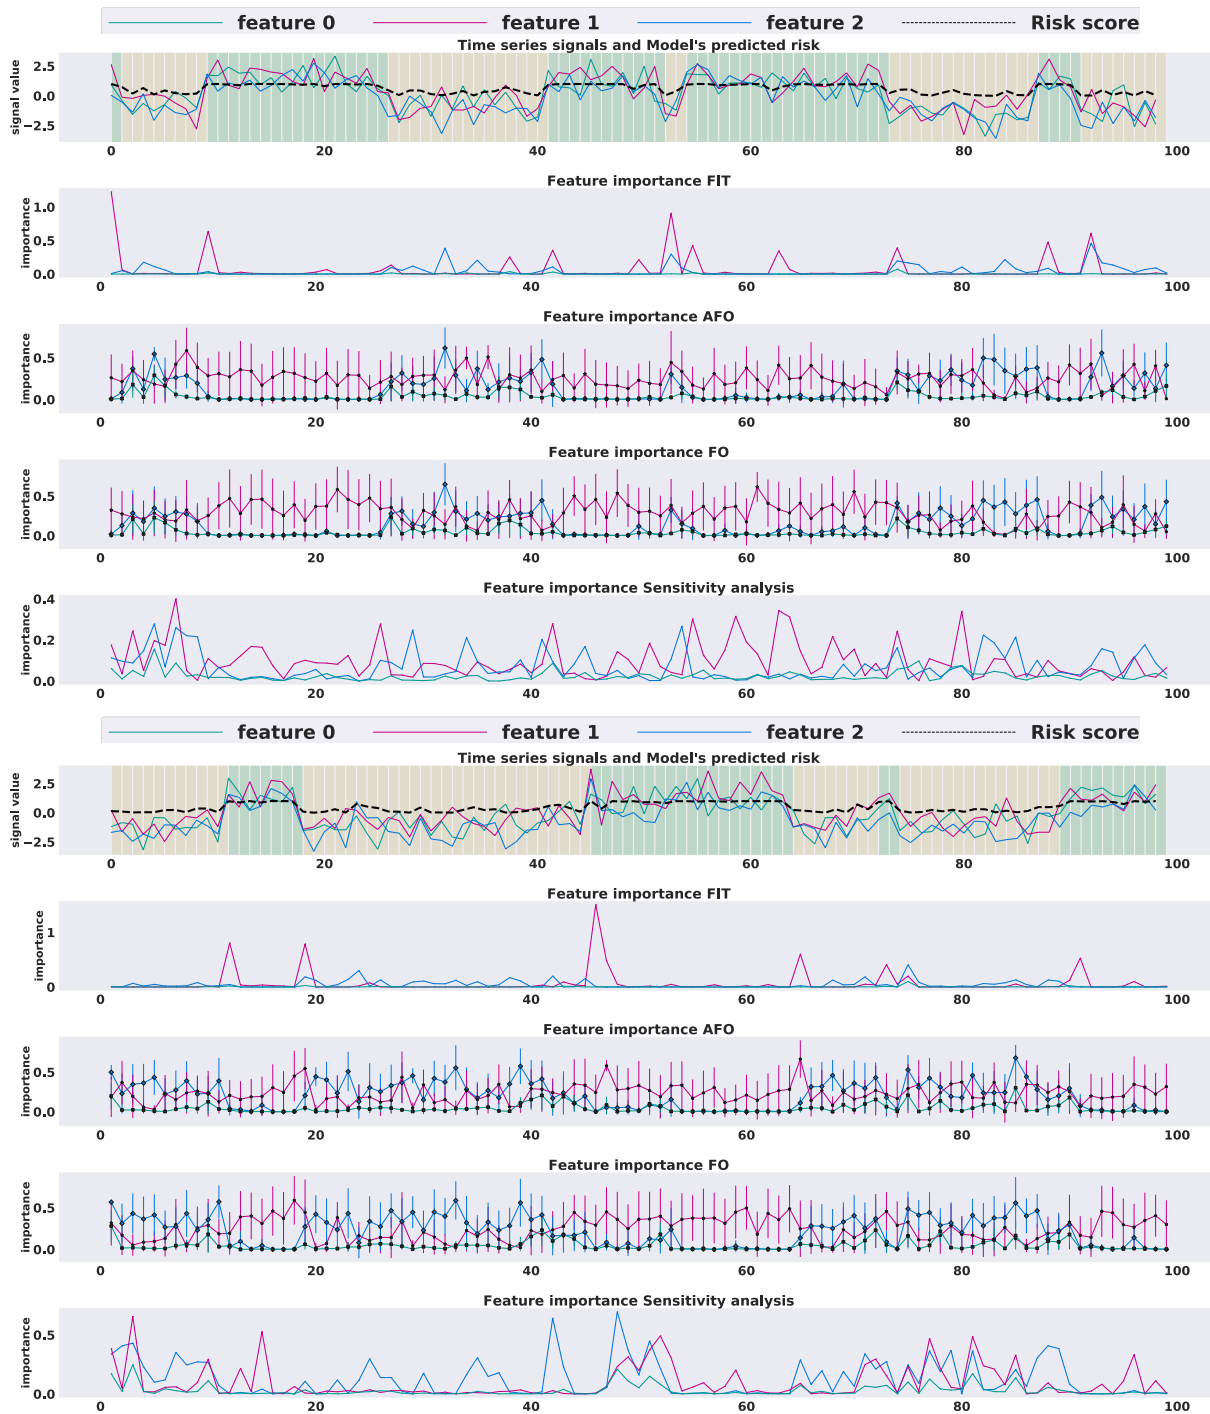 feature 0 feature 1 feature 2 Risk score
Time series signals and Model's predicted risk
signal value
2.5
0.0
−2.5
0 20 40 60 80 100
Feature importance FIT
importance
1.0
0.5
0.0
0 20 40 60 80 100
Feature importance AFO
importance
0.5
0.0
0 20 40 60 80 100
Feature importance FO
importance
0.5
0.0
0 20 40 60 80 100
Feature importance Sensitivity analysis
importance
0.4
0.2
0.0
0 20 40 60 80 100
feature 0 feature 1 feature 2 Risk score
Time series signals and Model's predicted risk
signal value
2.5
0.0
−2.5
0 20 40 60 80 100
Feature importance FIT
importance
1
0
0 20 40 60 80 100
Feature importance AFO
importance
0.5
0.0
0 20 40 60 80 100
Feature importance FO
importance
0.5
0.0
0 20 40 60 80 100
Feature importance Sensitivity analysis
importance
0.5
0.0
0 20 40 60 80 100